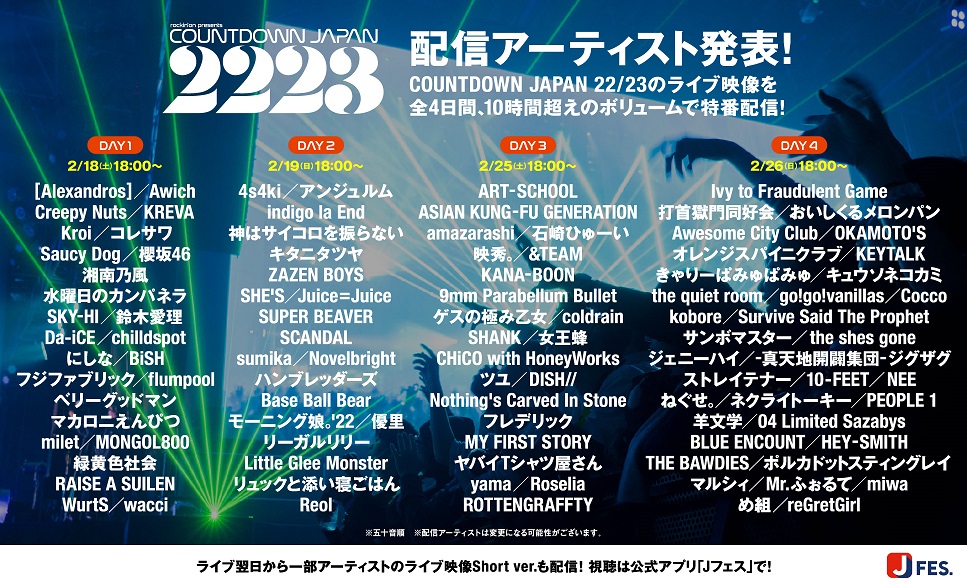 rockin'on presents
COUNTDOWN JAPAN
2223
配信アーティスト発表!
COUNTDOWN JAPAN 22/23のライブ映像を
全4日間、10時間超えのボリュームで特番配信!
DAY 1
2/18(土)18:00~
[Alexandros]/Awich
Creepy Nuts/KREVA
Kroi/コレサワ
Saucy Dog/櫻坂46
湘南乃風
水曜日のカンパネラ
SKY-HI/鈴木愛理
Da-iCE/chilldspot
にしな/BiSH
フジファブリック/flumpool
ベリーグッドマン
マカロニえんぴつ
milet/MONGOL800
緑黄色社会
RAISE A SUILEN
WurtS/wacci
DAY 2
2/19(日)18:00~
4s4ki/アンジュルム
indigo la End
神はサイコロを振らない
キタニタツヤ
ZAZEN BOYS
SHE'S/Juice=Juice
SUPER BEAVER
SCANDAL
sumika/Novelbright
ハンブレッダーズ
Base Ball Bear
モーニング娘。'22/優里
リーガルリリー
Little Glee Monster
リュックと添い寝ごはん
Reol
DAY 3
2/25(土)18:00~
ART-SCHOOL
ASIAN KUNG-FU GENERATION
amazarashi/石崎ひゅーい
映秀。/&TEAM
KANA-BOON
9mm Parabellum Bullet
ゲスの極み乙女/coldrain
SHANK/女王蜂
CHiCO with HoneyWorks
ツユ/DISH//
Nothing's Carved In Stone
フレデリック
MY FIRST STORY
ヤバイTシャツ屋さん
yama/Roselia
ROTTENGRAFFTY
DAY 4
2/26(日)18:00~
Ivy to Fraudulent Game
打首獄門同好会/おいしくるメロンパン
Awesome City Club/OKAMOTO'S
オレンジスパイニクラブ/KEYTALK
きゃりーぱみゅぱみゅ/キュウソネコカミ
the quiet room/go!go!vanillas/Cocco
kobore/Survive Said The Prophet
サンボマスター/the shes gone
ジェニーハイ/-真天地開闢集団-ジグザグ
ストレイテナー/10-FEET/NEE
ねぐせ。/ネクライトーキー/PEOPLE 1
羊文学/04 Limited Sazabys
BLUE ENCOUNT/HEY-SMITH
THE BAWDIES/ポルカドットスティングレイ
マルシィ/Mr.ふぉるて/miwa
め組/reGretGirl
※五十音順 ※配信アーティストは変更になる可能性がございます。
ライブ翌日から一部アーティストのライブ映像Short ver.も配信! 視聴は公式アプリ「Jフェス」で!
J FES.